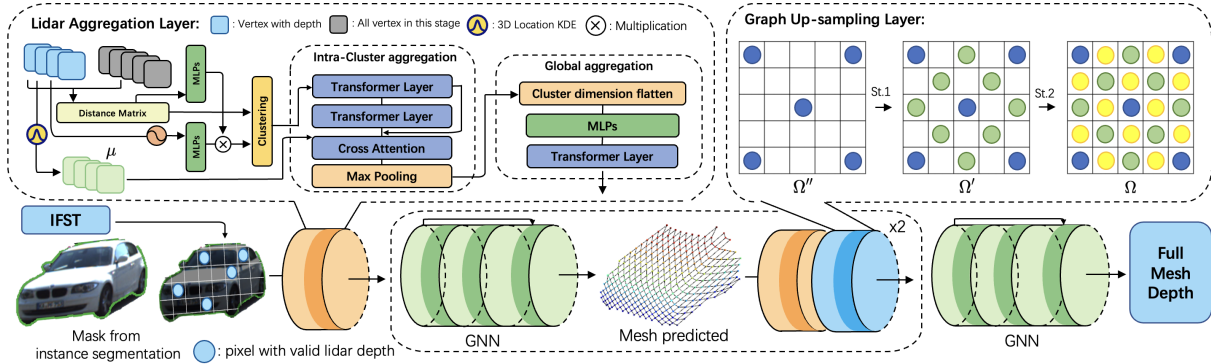 Lidar Aggregation Layer:
: Vertex with depth
: All vertex in this stage
: 3D Location KDE
: Multiplication
Graph Up-sampling Layer:
MLPs
Distance Matrix
MLPs
Clustering
μ
Intra-Cluster aggregation
Transformer Layer
Transformer Layer
Cross Attention
Max Pooling
Global aggregation
Cluster dimension flatten
MLPs
Transformer Layer
St.1
St.2
Ω''
Ω'
Ω
IFST
Mask from
instance segmentation
: pixel with valid lidar depth
GNN
Mesh predicted
x2
GNN
Full
Mesh
Depth